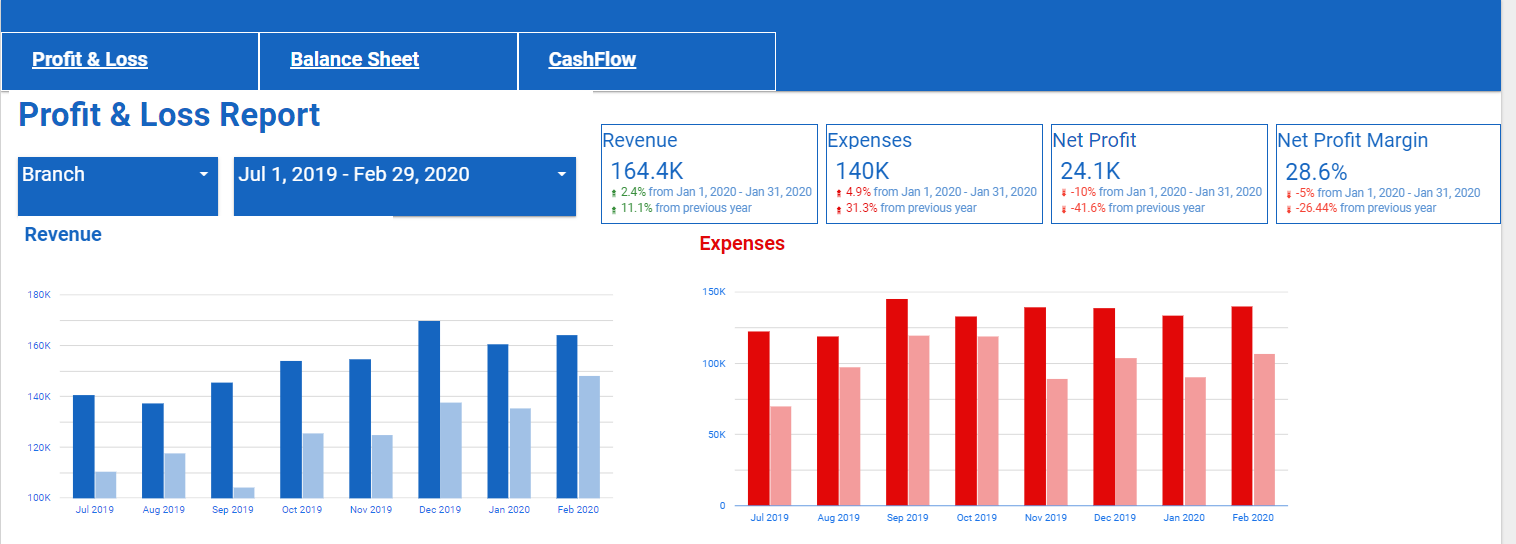 Profit & Loss
Balance Sheet
CashFlow
Profit & Loss Report
Branch
Jul 1, 2019 - Feb 29, 2020
Revenue
164.4K
2.4% from Jan 1, 2020 - Jan 31, 2020
11.1% from previous year
Expenses
140K
4.9% from Jan 1, 2020 - Jan 31, 2020
31.3% from previous year
Net Profit
24.1K
-10% from Jan 1, 2020 - Jan 31, 2020
-41.6% from previous year
Net Profit Margin
28.6%
-5% from Jan 1, 2020 - Jan 31, 2020
-26.44% from previous year
Revenue
180K
160K
140K
120K
100K
Jul 2019 Aug 2019 Sep 2019 Oct 2019 Nov 2019 Dec 2019 Jan 2020 Feb 2020
Expenses
150K
100K
50K
0
Jul 2019 Aug 2019 Sep 2019 Oct 2019 Nov 2019 Dec 2019 Jan 2020 Feb 2020